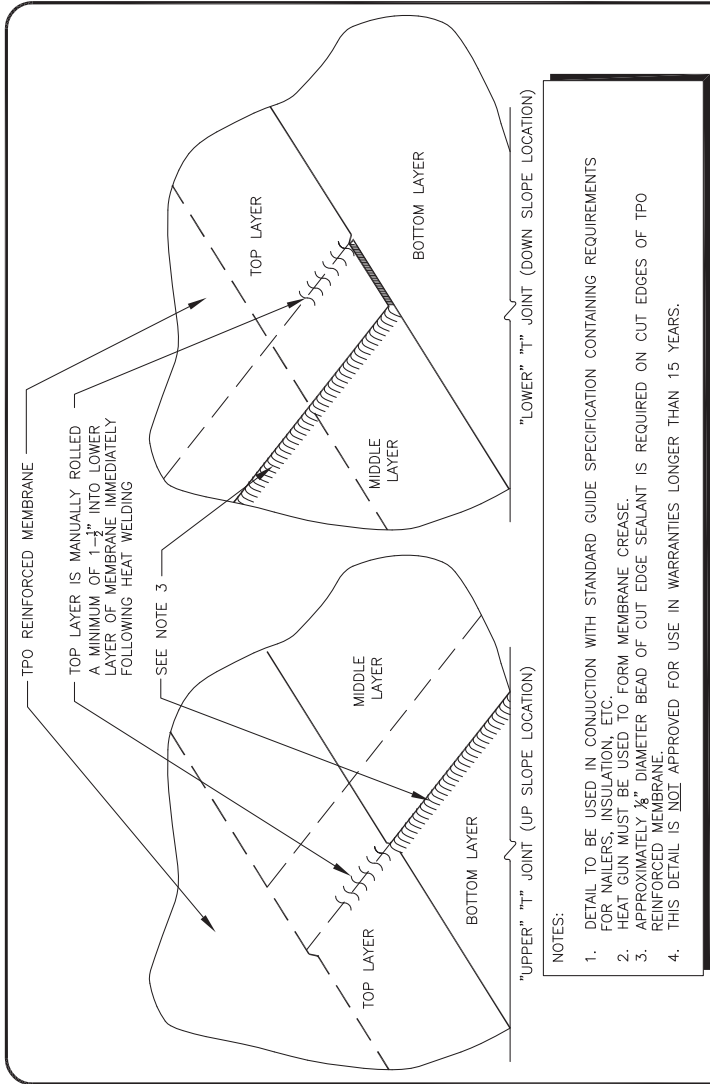 TPO REINFORCED MEMBRANE
TOP LAYER IS MANUALLY ROLLED
A MINIMUM OF 1-½" INTO LOWER
LAYER OF MEMBRANE IMMEDIATELY
FOLLOWING HEAT WELDING
SEE NOTE 3
MIDDLE
LAYER
TOP LAYER
BOTTOM LAYER
"UPPER" "T" JOINT (UP SLOPE LOCATION)
TOP LAYER
MIDDLE
LAYER
BOTTOM LAYER
"LOWER" "T" JOINT (DOWN SLOPE LOCATION)
NOTES:
1. DETAIL TO BE USED IN CONJUCTION WITH STANDARD GUIDE SPECIFICATION CONTAINING REQUIREMENTS
FOR NAILERS, INSULATION, ETC.
2. HEAT GUN MUST BE USED TO FORM MEMBRANE CREASE.
3. APPROXIMATELY ⅛" DIAMETER BEAD OF CUT EDGE SEALANT IS REQUIRED ON CUT EDGES OF TPO
REINFORCED MEMBRANE.
4. THIS DETAIL IS NOT APPROVED FOR USE IN WARRANTIES LONGER THAN 15 YEARS.